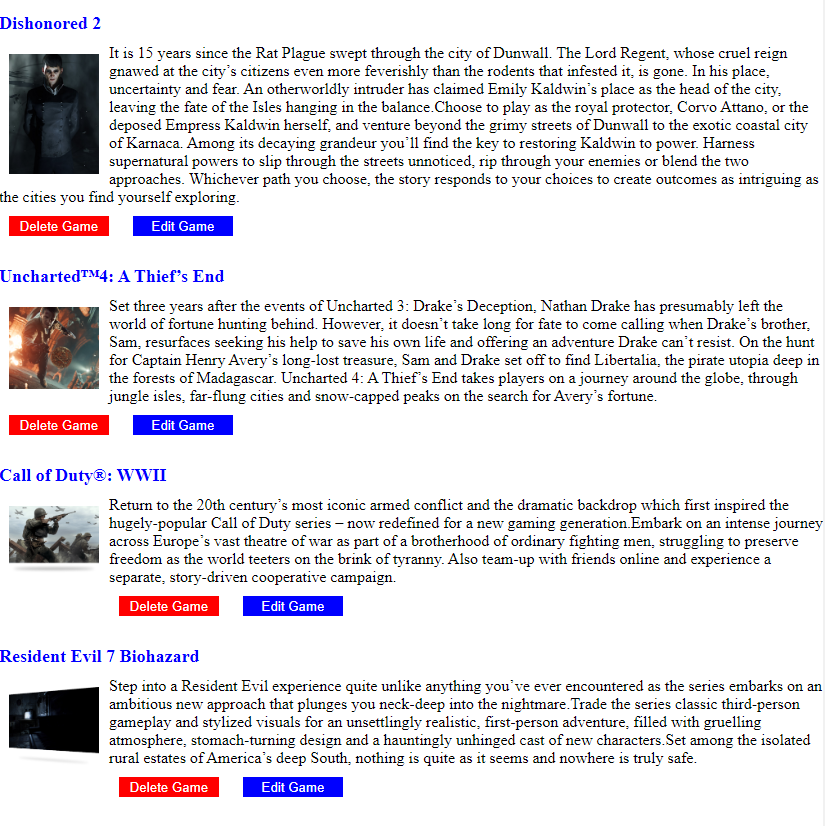 Dishonored 2
It is 15 years since the Rat Plague swept through the city of Dunwall. The Lord Regent, whose cruel reign
gnawed at the city’s citizens even more feverishly than the rodents that infested it, is gone. In his place,
uncertainty and fear. An otherworldly intruder has claimed Emily Kaldwin’s place as the head of the city,
leaving the fate of the Isles hanging in the balance.Choose to play as the royal protector, Corvo Attano, or the
deposed Empress Kaldwin herself, and venture beyond the grimy streets of Dunwall to the exotic coastal city
of Karnaca. Among its decaying grandeur you’ll find the key to restoring Kaldwin to power. Harness
supernatural powers to slip through the streets unnoticed, rip through your enemies or blend the two
approaches. Whichever path you choose, the story responds to your choices to create outcomes as intriguing as
the cities you find yourself exploring.
Delete Game Edit Game
Uncharted™4: A Thief’s End
Set three years after the events of Uncharted 3: Drake’s Deception, Nathan Drake has presumably left the
world of fortune hunting behind. However, it doesn’t take long for fate to come calling when Drake’s brother,
Sam, resurfaces seeking his help to save his own life and offering an adventure Drake can’t resist. On the hunt
for Captain Henry Avery’s long-lost treasure, Sam and Drake set off to find Libertalia, the pirate utopia deep in
the forests of Madagascar. Uncharted 4: A Thief’s End takes players on a journey around the globe, through
jungle isles, far-flung cities and snow-capped peaks on the search for Avery’s fortune.
Delete Game Edit Game
Call of Duty®: WWII
Return to the 20th century’s most iconic armed conflict and the dramatic backdrop which first inspired the
hugely-popular Call of Duty series – now redefined for a new gaming generation.Embark on an intense journey
across Europe’s vast theatre of war as part of a brotherhood of ordinary fighting men, struggling to preserve
freedom as the world teeters on the brink of tyranny. Also team-up with friends online and experience a
separate, story-driven cooperative campaign.
Delete Game Edit Game
Resident Evil 7 Biohazard
Step into a Resident Evil experience quite unlike anything you’ve ever encountered as the series embarks on an
ambitious new approach that plunges you neck-deep into the nightmare.Trade the series classic third-person
gameplay and stylized visuals for an unsettlingly realistic, first-person adventure, filled with gruelling
atmosphere, stomach-turning design and a hauntingly unhinged cast of new characters.Set among the isolated
rural estates of America’s deep South, nothing is quite as it seems and nowhere is truly safe.
Delete Game Edit Game